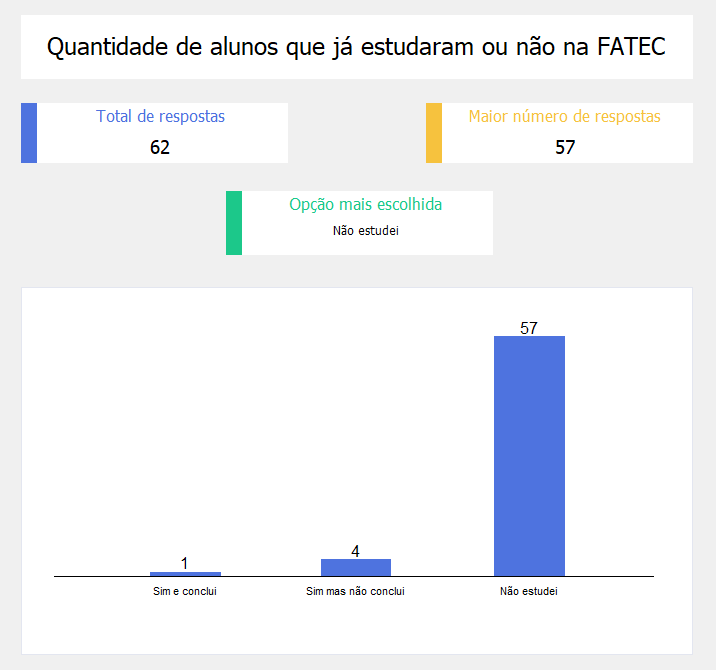 Quantidade de alunos que já estudaram ou não na FATEC
Total de respostas
62
Maior número de respostas
57
Opção mais escolhida
Não estudei
57
4
1
Sim e conclui
Sim mas não conclui
Não estudei